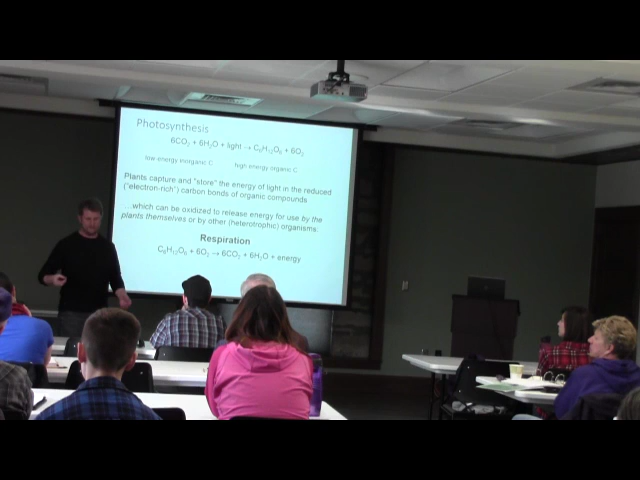 Photosynthesis
6CO₂ + 6H₂O + light → C₆H₁₂O₆ + 6O₂
low energy inorganic C high energy organic C
Plants capture and "store" the energy of light in the reduced
("electron-rich") carbon bonds of organic compounds
…which can be oxidized to release energy for use by the
plants themselves or by other (heterotrophic) organisms.
Respiration
C₆H₁₂O₆ + 6O₂ → 6CO₂ + 6H₂O + energy